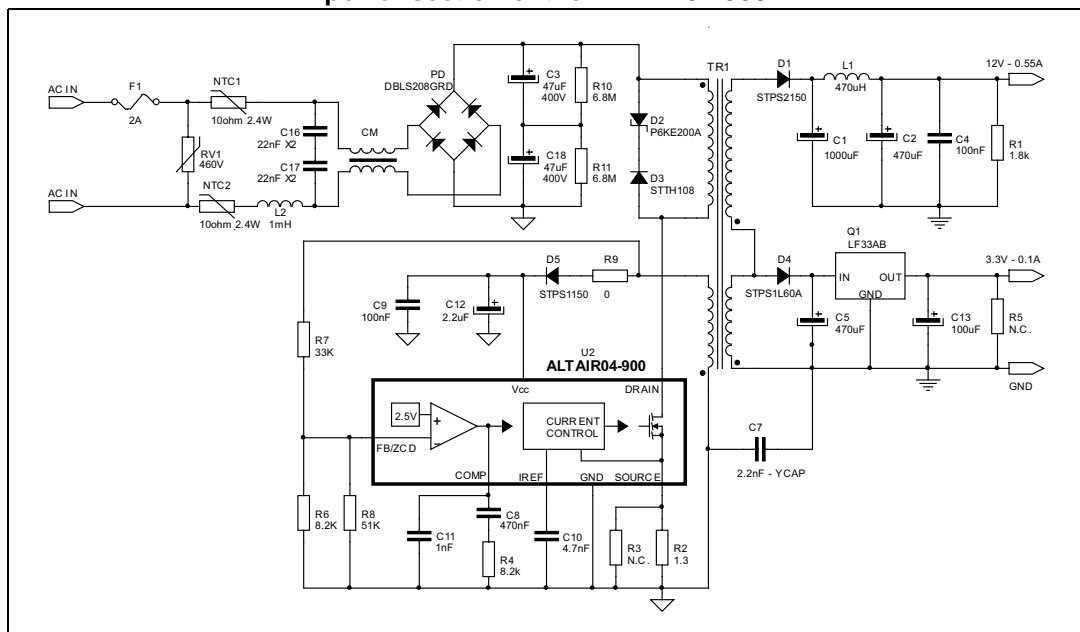 AC IN
F1
2A
NTC1
10ohm 2.4W
RV1
460V
AC IN
NTC2
10ohm 2.4W
L2
1mH
C16
22nF X2
C17
22nF X2
CM
PD
DBLS208GRD
C3
47uF
400V
R10
6.8M
C18
47uF
400V
R11
6.8M
D2
P6KE200A
D3
STTH108
TR1
D1
STPS2150
L1
470uH
12V - 0.55A
C1
1000uF
C2
470uF
C4
100nF
R1
1.8k
Q1
LF33AB
D4
STPS1L60A
IN
OUT
GND
3.3V - 0.1A
C5
470uF
C13
100uF
R5
N.C.
GND
C9
100nF
C12
2.2uF
D5
STPS1150
R9
0
R7
33K
U2
ALTAIR04-900
Vcc
DRAIN
2.5V
+
-
CURRENT
CONTROL
FB/ZCD
COMP
IREF
GND
SOURCE
C7
2.2nF - YCAP
R6
8.2K
R8
51K
C11
1nF
C8
470nF
R4
8.2k
C10
4.7nF
R3
N.C.
R2
1.3